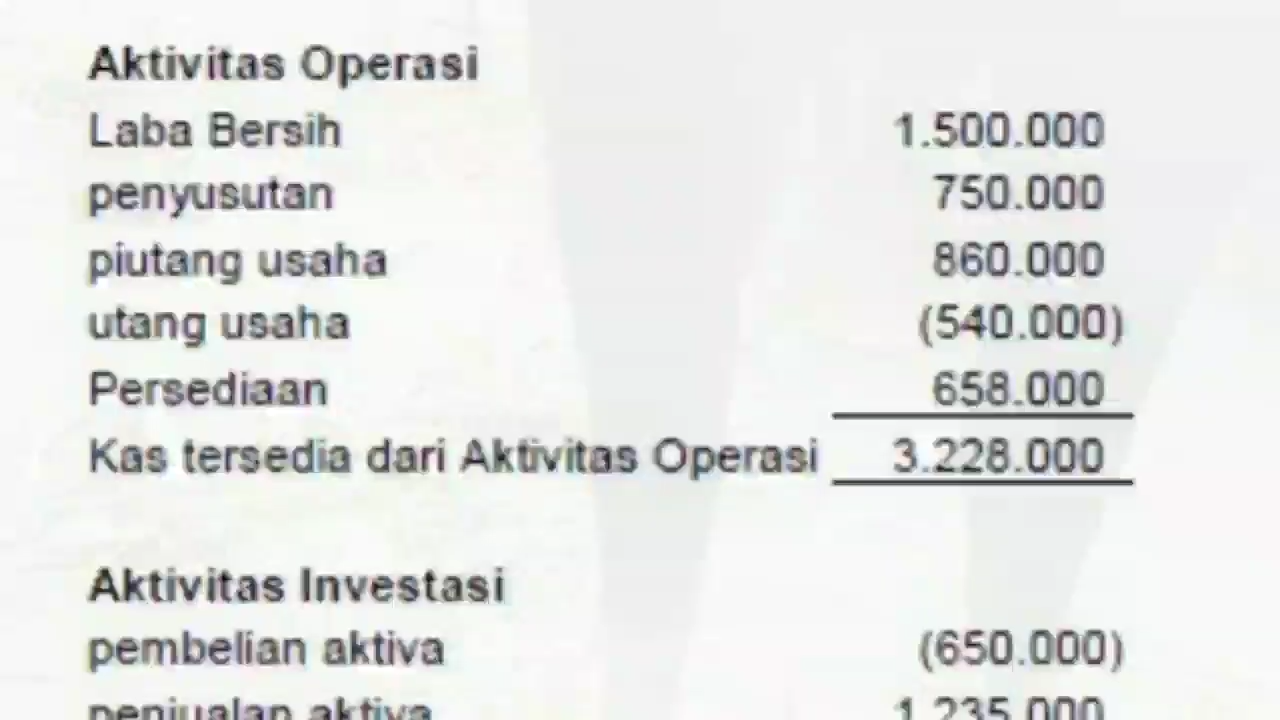 Aktivitas Operasi
Laba Bersih 1.500.000
penyusutan 750.000
piutang usaha 860.000
utang usaha (540.000)
Persediaan 658.000
Kas tersedia dari Aktivitas Operasi 3.228.000
Aktivitas Investasi
pembelian aktiva (650.000)
penjualan aktiva 1.235.000